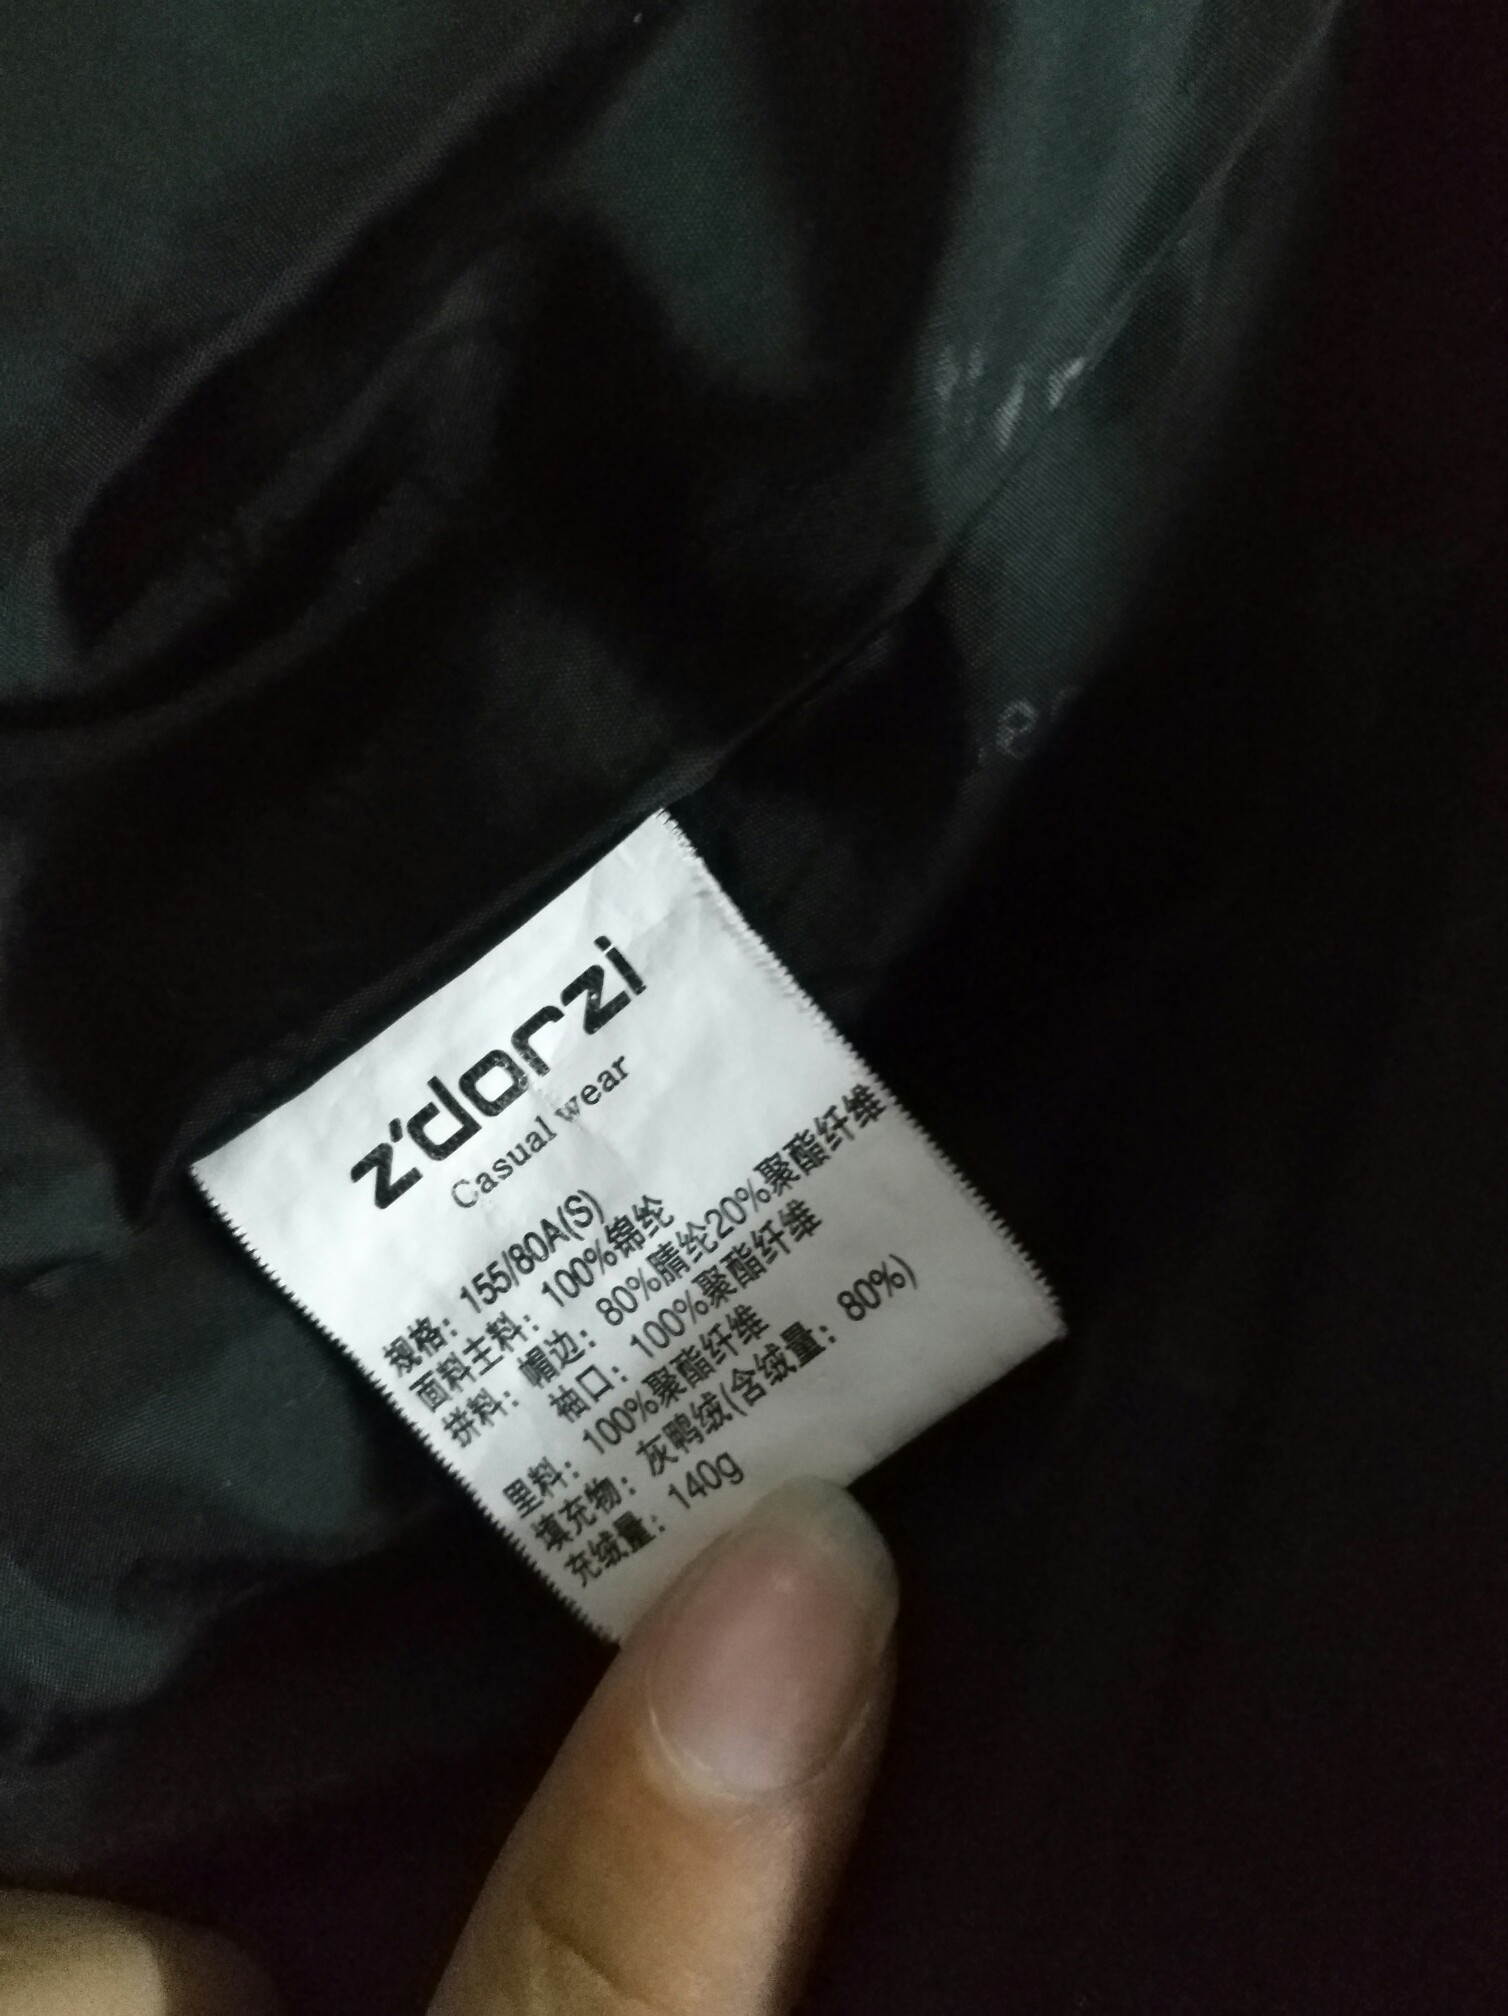 z'dorzi
Casual wear
规格：155/80A(S)
面料主料：100%锦纶
拼料：帽边：80%腈纶20%聚酯纤维
袖口：100%聚酯纤维
里料：100%聚酯纤维
填充物：灰鸭绒(含绒量：80%)
充绒量：140g